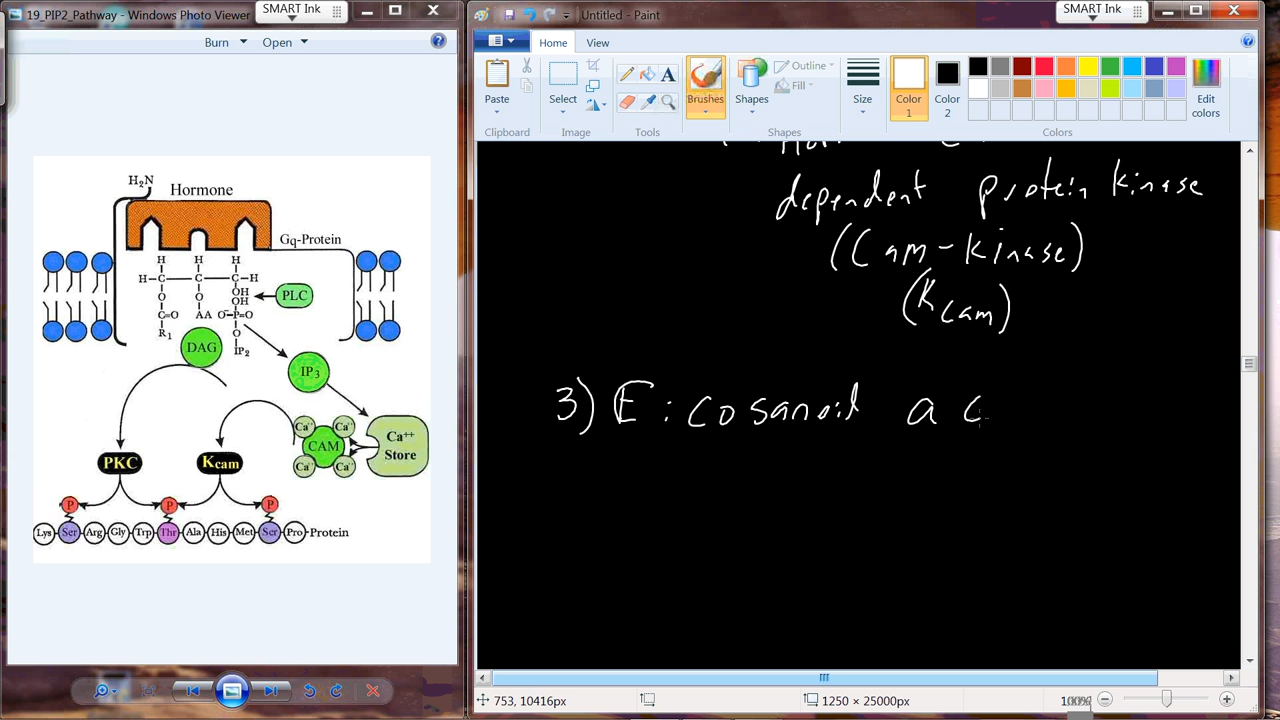 19_PIP2_Pathway - Windows Photo Viewer
SMART Ink
Burn
Open
H₂N
Hormone
Gq-Protein
H H H
H H
O O OH
OH
PLC
C=O AA O⁻ P=O
R₁ O
IP₂
DAG
IP₃
Ca⁺⁺
Store
CAM
PKC
Kcam
P P P
Lys Ser Arg Gly Trp Thr Ala His Met Ser Pro Protein
Untitled - Paint
SMART Ink
Home View
Paste
Select
Brushes
Shapes
Outline
Fill
Size
Color 1
Color 2
Edit colors
Clipboard Image Tools Shapes Colors
dependent protein kinase
(Cam-kinase)
(Kcam)
3) Eicosanoid a c
753, 10416px
1250 × 25000px
100%